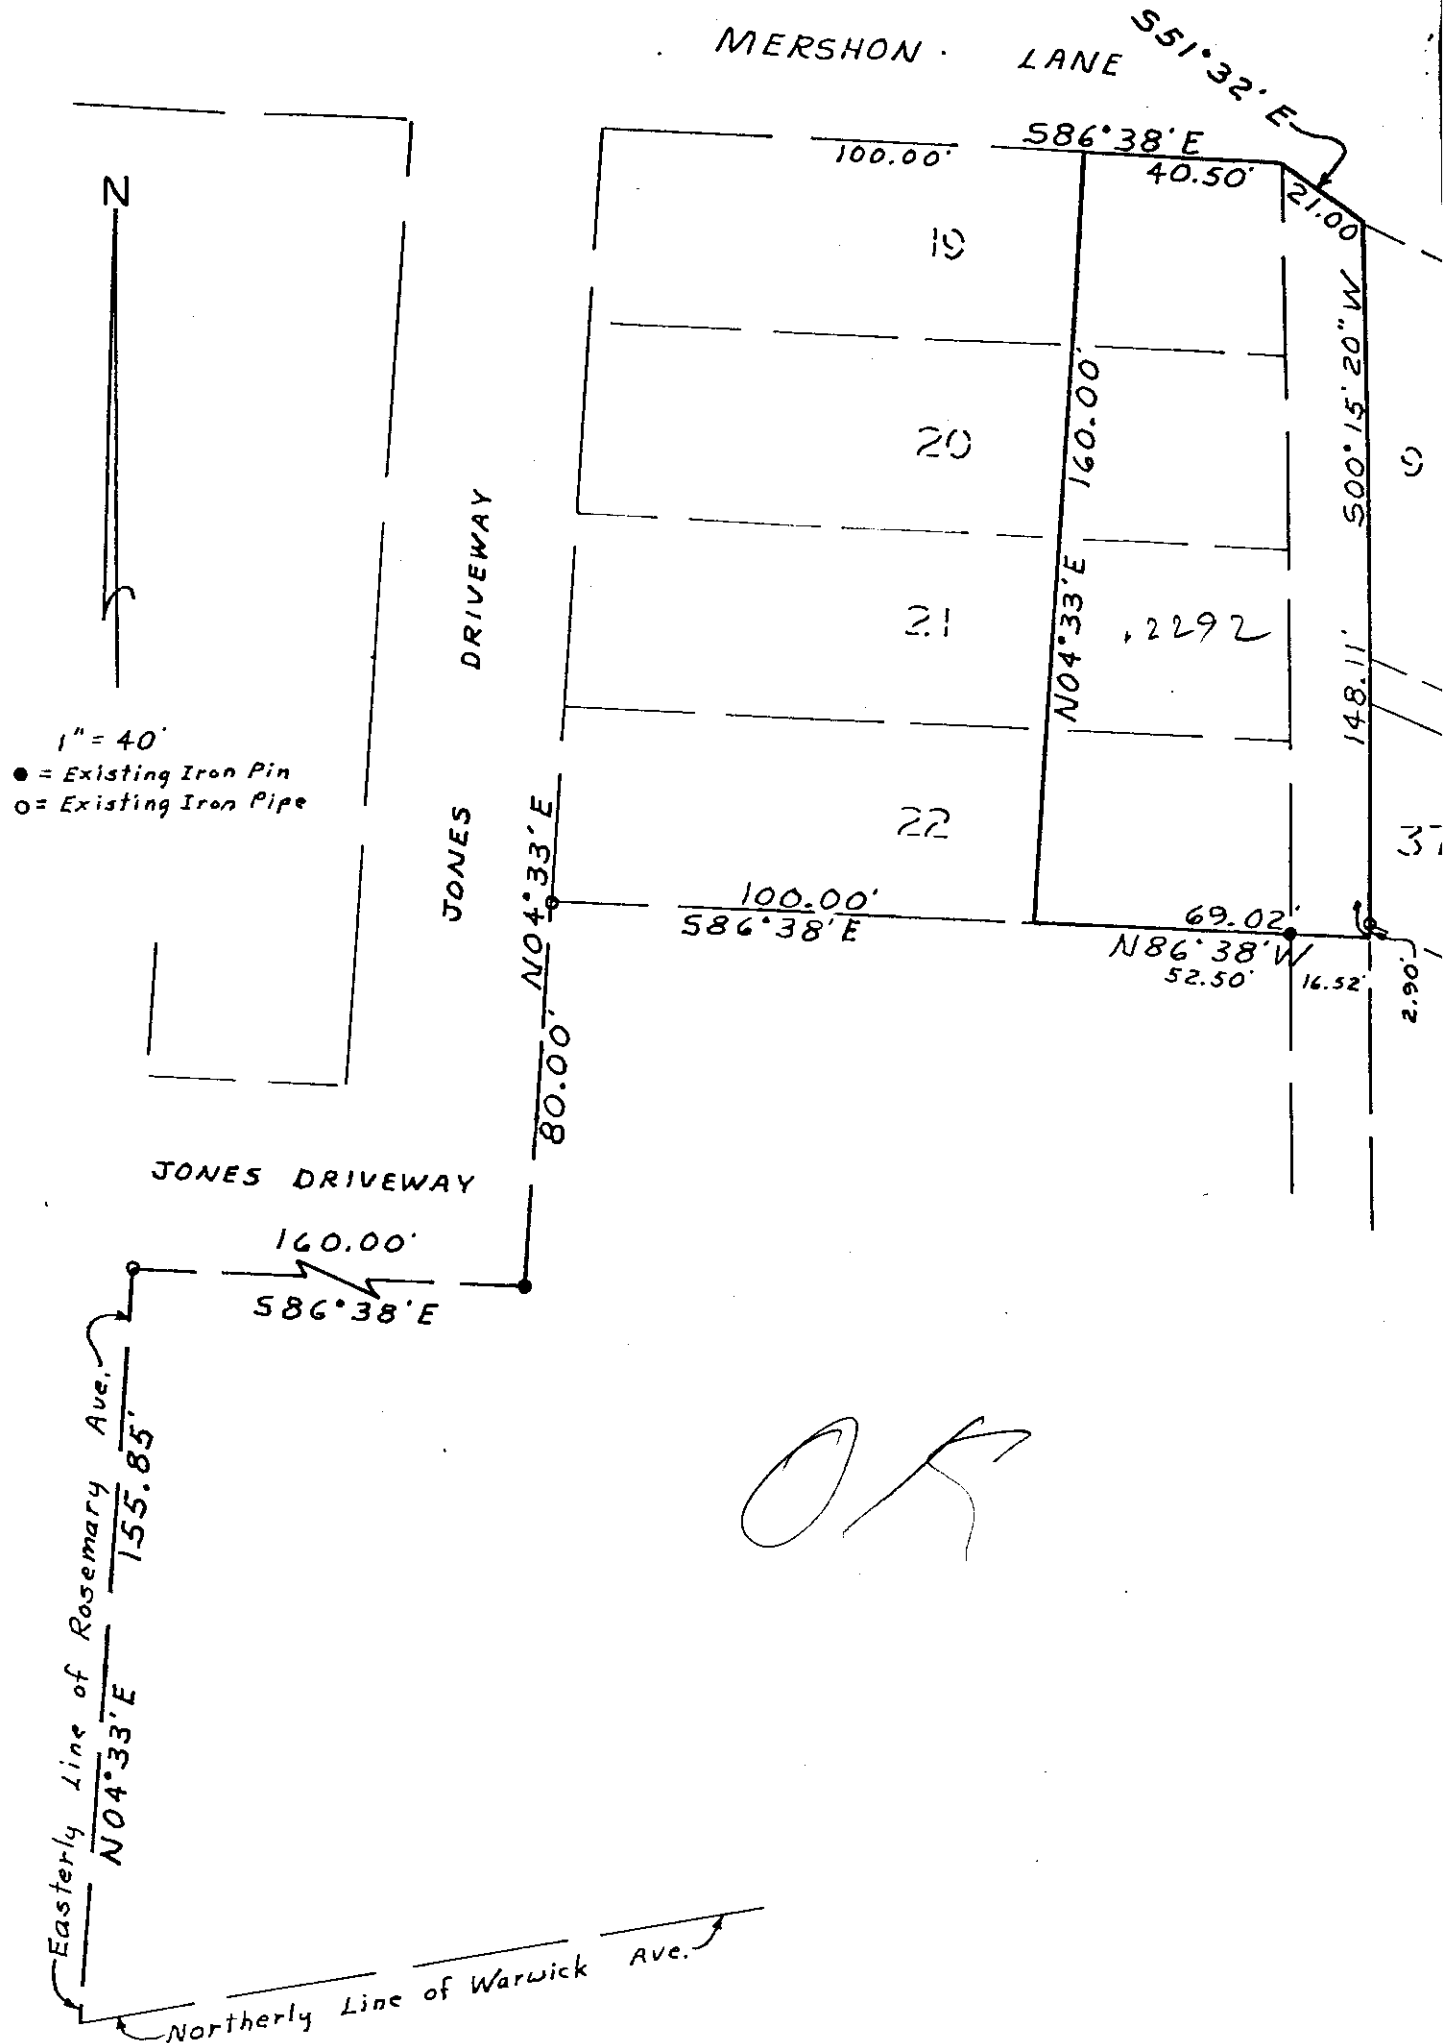 MERSHON LANE
S51°32'E
S86°38'E
100.00'
40.50'
21.00
N
19
S00°15'20"W
148.11'
160.00'
N04°33'E
20
9
21
.2292
22
37
1" = 40'
● = Existing Iron Pin
o = Existing Iron Pipe
JONES DRIVEWAY
N04°33'E
80.00'
100.00'
S86°38'E
69.02'
N86°38'W
52.50'
16.52'
2.90'
JONES DRIVEWAY
160.00'
S86°38'E
Easterly Line of Rosemary Ave.
N04°33'E 155.85'
OK
Northerly Line of Warwick Ave.